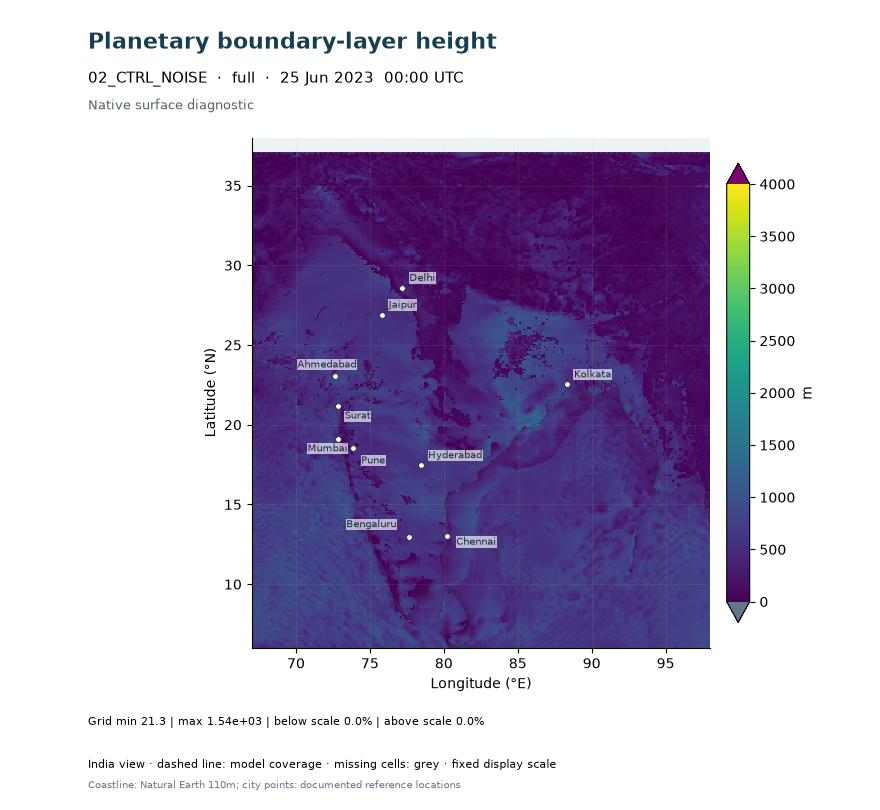 Planetary boundary-layer height
02_CTRL_NOISE · full · 25 Jun 2023 00:00 UTC
Native surface diagnostic
35
30
25
20
15
10
Latitude (°N)
Delhi
Jaipur
Ahmedabad
Kolkata
Surat
Mumbai
Pune
Hyderabad
Bengaluru
Chennai
70
75
80
85
90
95
Longitude (°E)
4000
3500
3000
2500
2000
1500
1000
500
0
m
Grid min 21.3 | max 1.54e+03 | below scale 0.0% | above scale 0.0%
India view · dashed line: model coverage · missing cells: grey · fixed display scale
Coastline: Natural Earth 110m; city points: documented reference locations